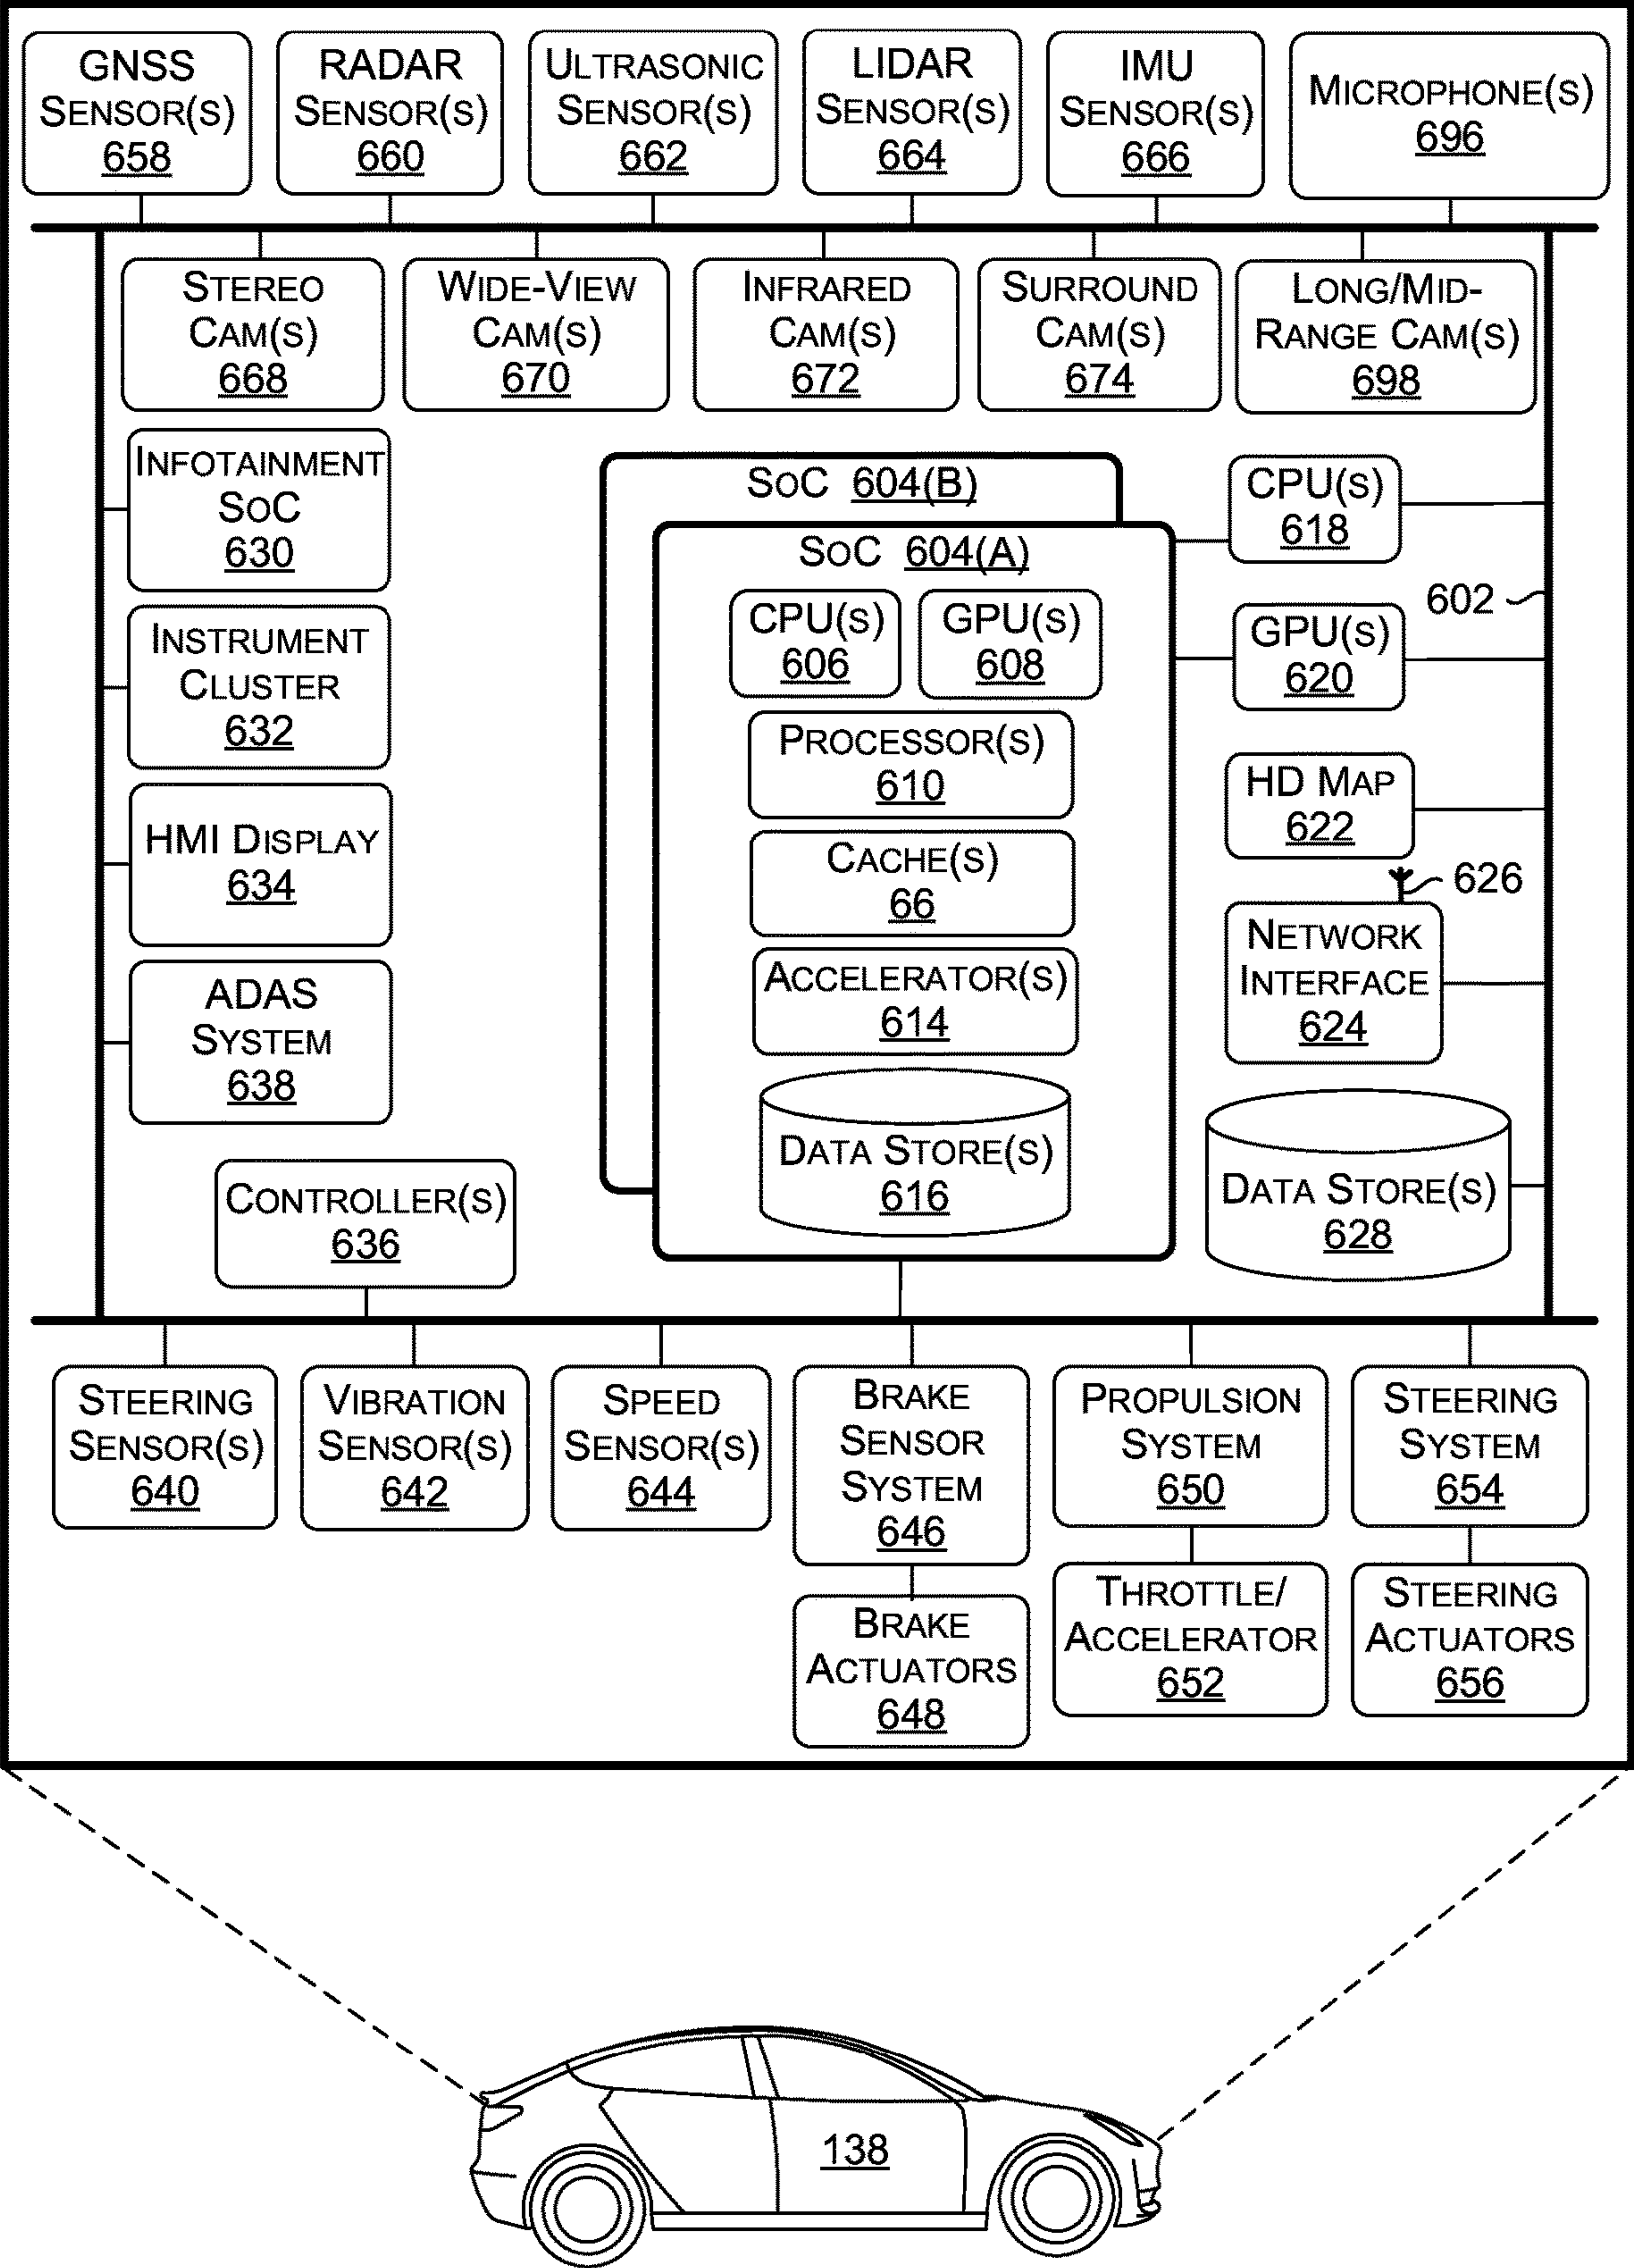 GNSS
SENSOR(S)
658
RADAR
SENSOR(S)
660
ULTRASONIC
SENSOR(S)
662
LIDAR
SENSOR(S)
664
IMU
SENSOR(S)
666
MICROPHONE(S)
696
STEREO
CAM(S)
668
WIDE-VIEW
CAM(S)
670
INFRARED
CAM(S)
672
SURROUND
CAM(S)
674
LONG/MID-
RANGE CAM(S)
698
INFOTAINMENT
SOC
630
INSTRUMENT
CLUSTER
632
HMI DISPLAY
634
ADAS
SYSTEM
638
CONTROLLER(S)
636
SOC 604(B)
SOC 604(A)
CPU(S)
606
GPU(S)
608
PROCESSOR(S)
610
CACHE(S)
66
ACCELERATOR(S)
614
DATA STORE(S)
616
CPU(S)
618
602
GPU(S)
620
HD MAP
622
626
NETWORK
INTERFACE
624
DATA STORE(S)
628
STEERING
SENSOR(S)
640
VIBRATION
SENSOR(S)
642
SPEED
SENSOR(S)
644
BRAKE
SENSOR
SYSTEM
646
BRAKE
ACTUATORS
648
PROPULSION
SYSTEM
650
THROTTLE/
ACCELERATOR
652
STEERING
SYSTEM
654
STEERING
ACTUATORS
656
138